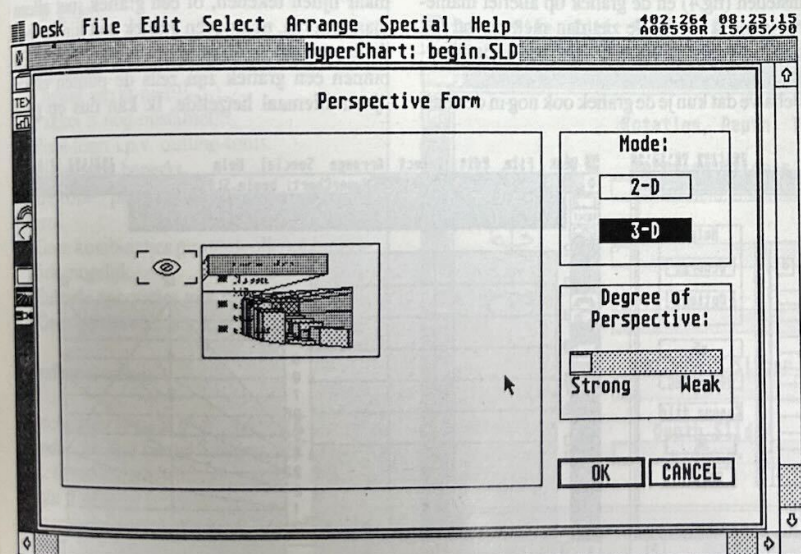 Desk File Edit Select Arrange Special Help
402:264 08:25:15
A00598R 15/05/90
HyperChart: begin.SLD
Perspective Form
Mode:
2-D
3-D
Degree of
Perspective:
Strong Weak
OK CANCEL
TEX